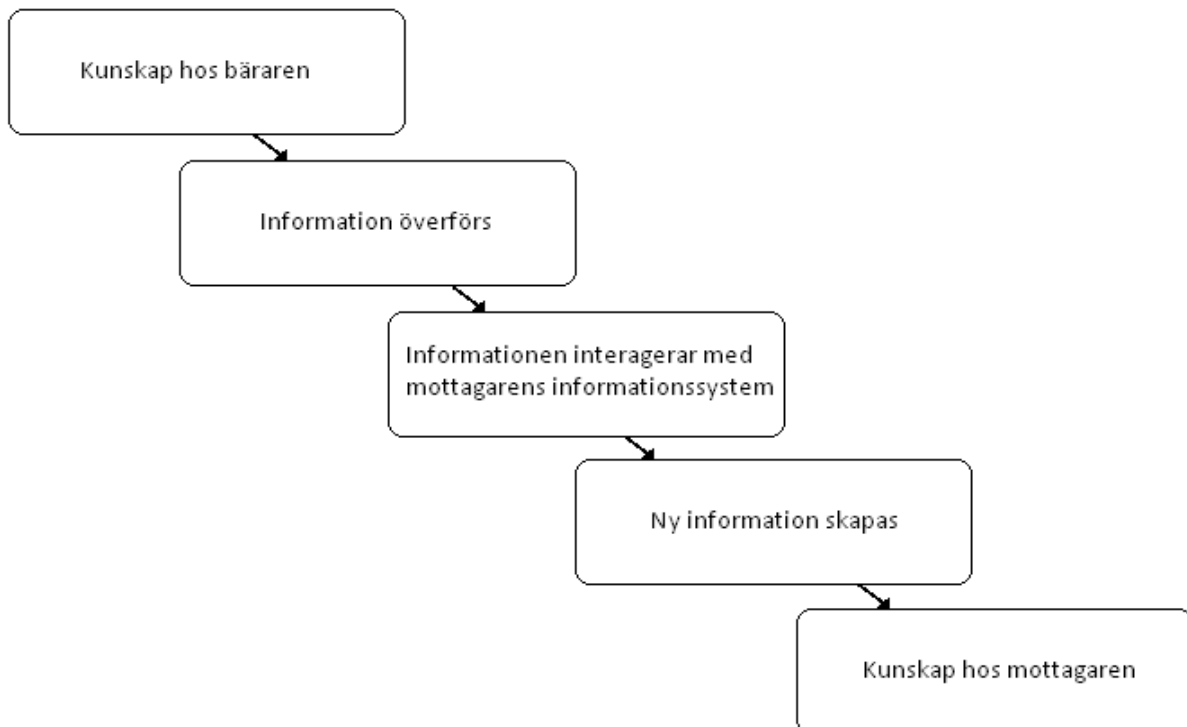 Kunskap hos bäraren
Information överförs
Informationen interagerar med
mottagarens informationssystem
Ny information skapas
Kunskap hos mottagaren